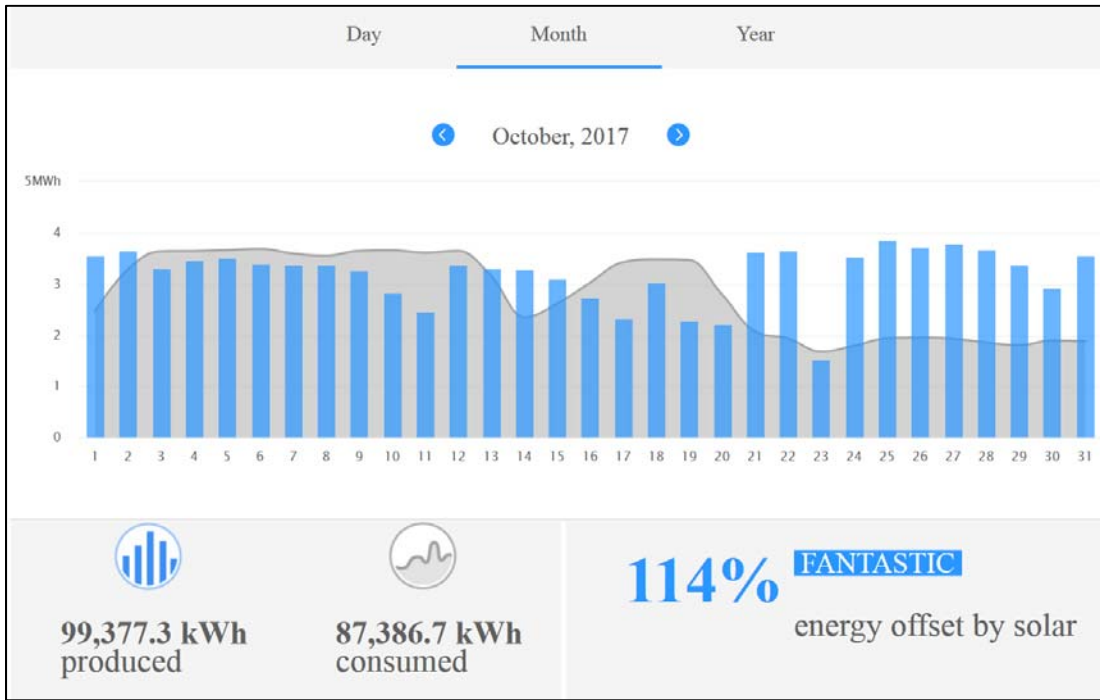 Day Month Year
October, 2017
5MWh
4
3
2
1
0
1 2 3 4 5 6 7 8 9 10 11 12 13 14 15 16 17 18 19 20 21 22 23 24 25 26 27 28 29 30 31
99,377.3 kWh
produced
87,386.7 kWh
consumed
114% FANTASTIC
energy offset by solar